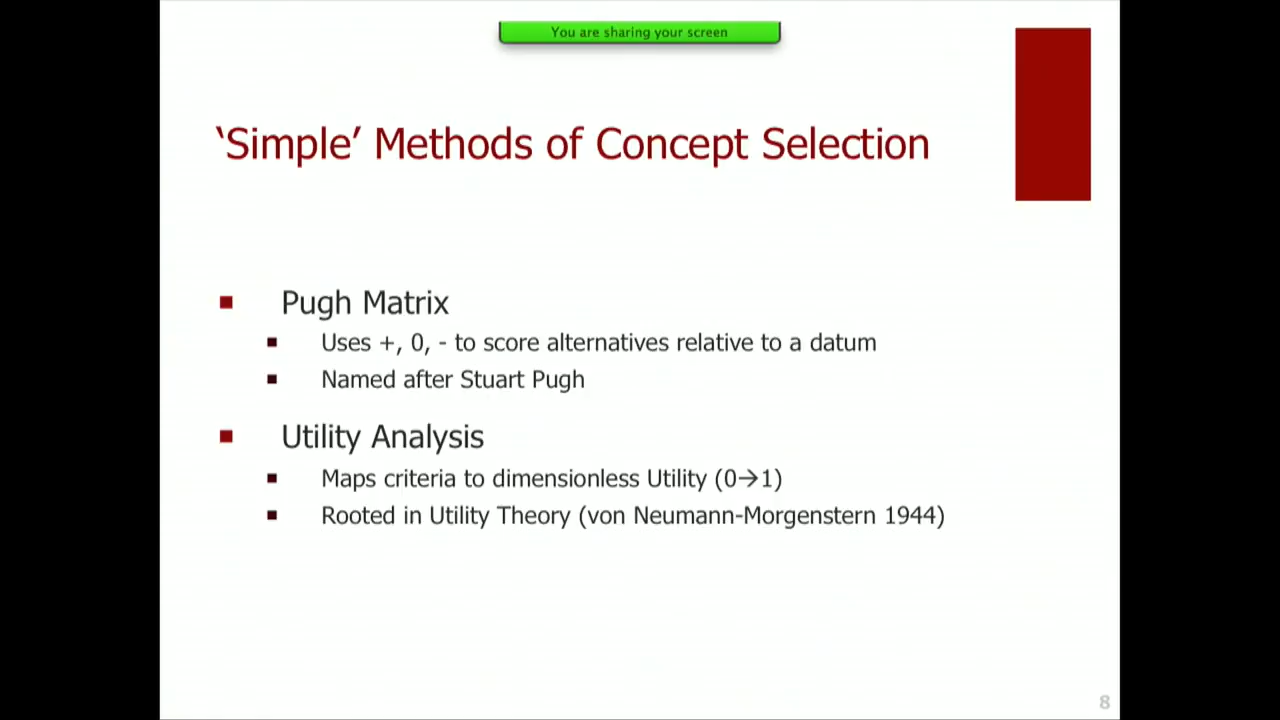 You are sharing your screen
‘Simple’ Methods of Concept Selection
Pugh Matrix
Uses +, 0, - to score alternatives relative to a datum
Named after Stuart Pugh
Utility Analysis
Maps criteria to dimensionless Utility (0→1)
Rooted in Utility Theory (von Neumann-Morgenstern 1944)
8